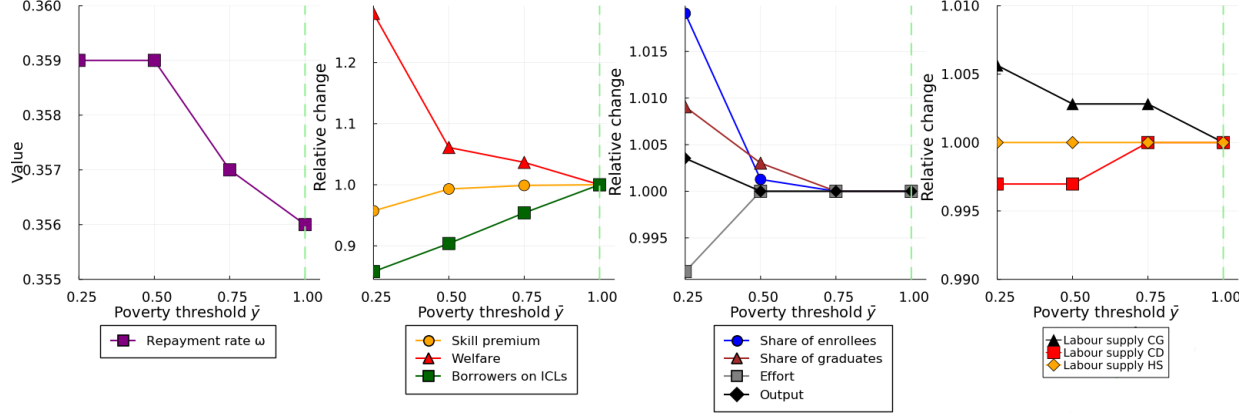 0.360
0.359
0.358
0.357
0.356
0.355
Value
0.25 0.50 0.75 1.00
Poverty threshold ȳ
Repayment rate ω
1.2
1.1
1.0
0.9
Relative change
0.25 0.50 0.75 1.00
Poverty threshold ȳ
Skill premium
Welfare
Borrowers on ICLs
1.015
1.010
1.005
1.000
0.995
Relative change
0.25 0.50 0.75 1.00
Poverty threshold ȳ
Share of enrollees
Share of graduates
Effort
Output
1.010
1.005
1.000
0.995
0.990
Relative change
0.25 0.50 0.75 1.00
Poverty threshold ȳ
Labour supply CG
Labour supply CD
Labour supply HS